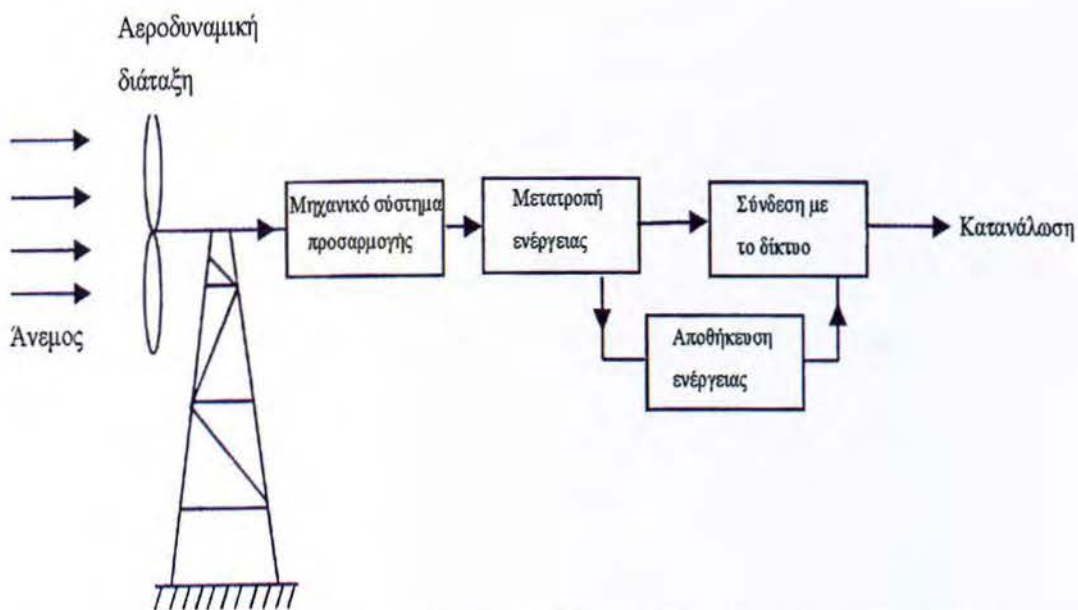 Αεροδυναμική
διάταξη
Άνεμος
Μηχανικό σύστημα
προσαρμογής
Μετατροπή
ενέργειας
Σύνδεση με
το δίκτυο
Κατανάλωση
Αποθήκευση
ενέργειας